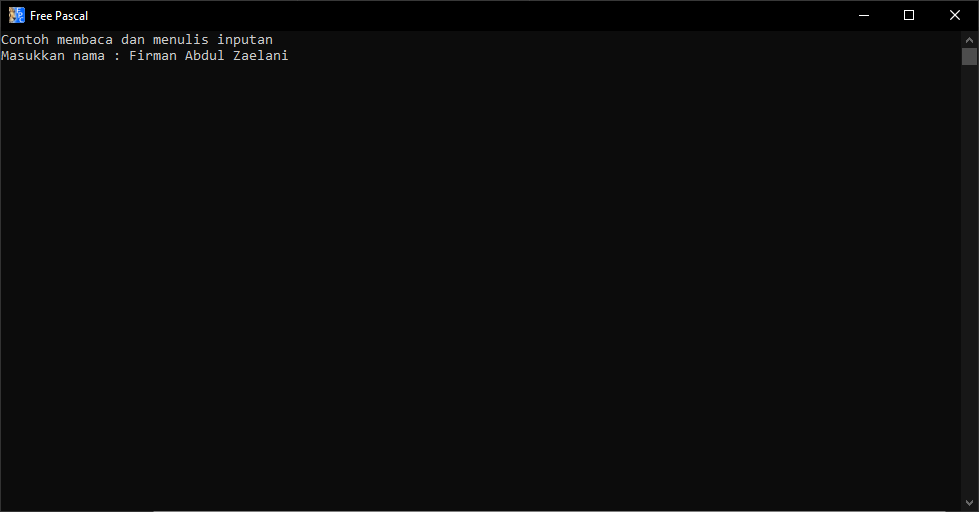 Free Pascal
Contoh membaca dan menulis inputan
Masukkan nama : Firman Abdul Zaelani